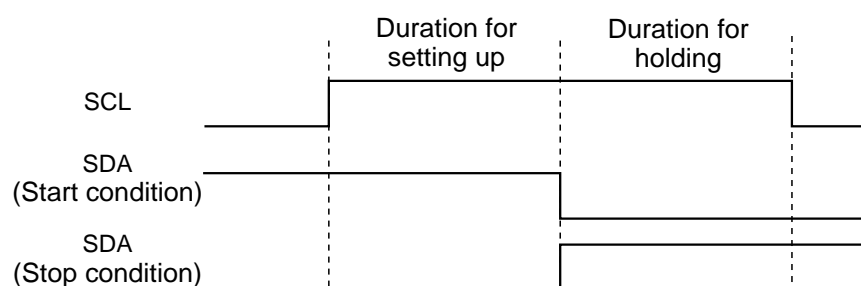 Duration for
setting up
Duration for
holding
SCL
SDA
(Start condition)
SDA
(Stop condition)